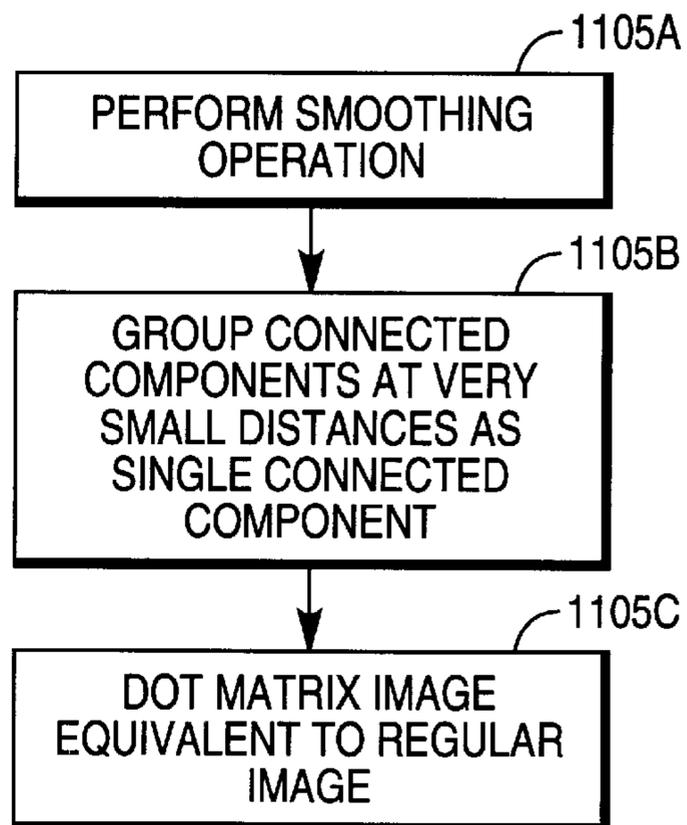 1105A
PERFORM SMOOTHING
OPERATION
1105B
GROUP CONNECTED
COMPONENTS AT VERY
SMALL DISTANCES AS
SINGLE CONNECTED
COMPONENT
1105C
DOT MATRIX IMAGE
EQUIVALENT TO REGULAR
IMAGE